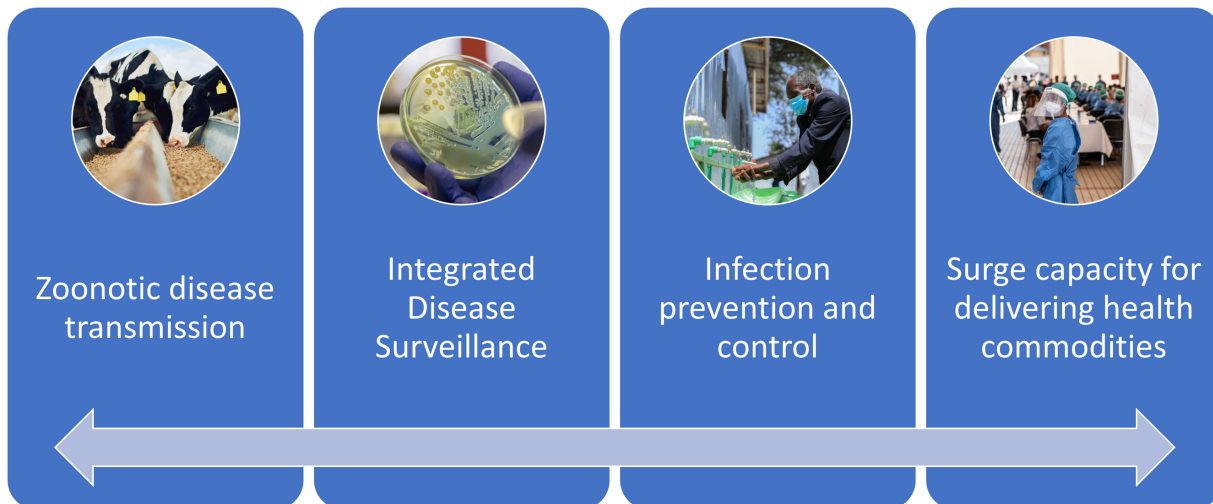 Zoonotic disease
transmission
Integrated
Disease
Surveillance
Infection
prevention and
control
Surge capacity for
delivering health
commodities